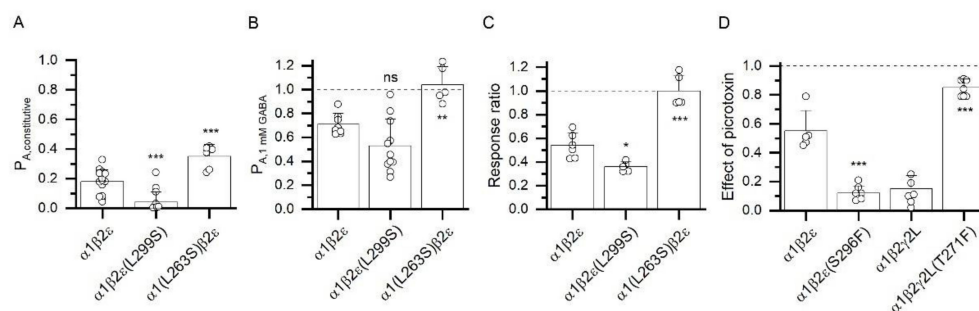 A
P A,constitutive
1.0
0.8
0.6
0.4
0.2
0.0
***
***
α1β2ε
α1β2ε(L299S)
α1(L263S)β2ε
B
P A,1 mM GABA
1.2
1.0
0.8
0.6
0.4
0.2
0.0
ns
**
α1β2ε
α1β2ε(L299S)
α1(L263S)β2ε
C
Response ratio
1.2
1.0
0.8
0.6
0.4
0.2
0.0
*
***
α1β2ε
α1β2ε(L299S)
α1(L263S)β2ε
D
Effect of picrotoxin
1.0
0.8
0.6
0.4
0.2
0.0
***
***
α1β2ε
α1β2ε(S296F)
α1β2γ2L
α1β2γ2L(T271F)